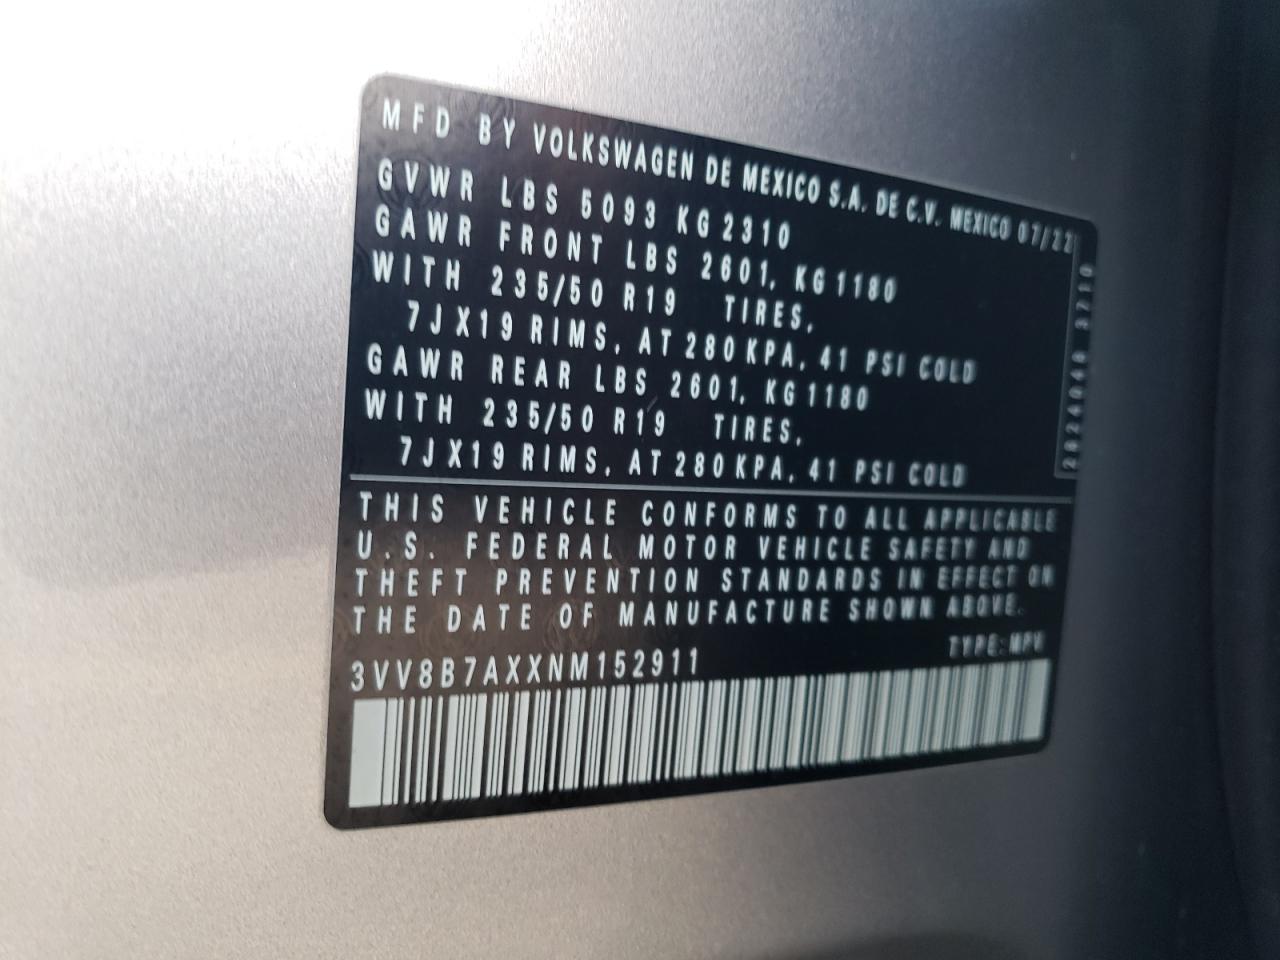 MFD BY VOLKSWAGEN DE MEXICO S.A. DE C.V. MEXICO 07/22
GVWR LBS 5093 KG 2310
GAWR FRONT LBS 2601, KG 1180
WITH 235/50 R19 TIRES,
7JX19 RIMS, AT 280 KPA, 41 PSI COLD
GAWR REAR LBS 2601, KG 1180
WITH 235/50 R19 TIRES,
7JX19 RIMS, AT 280 KPA, 41 PSI COLD
THIS VEHICLE CONFORMS TO ALL APPLICABLE
U.S. FEDERAL MOTOR VEHICLE SAFETY AND
THEFT PREVENTION STANDARDS IN EFFECT ON
THE DATE OF MANUFACTURE SHOWN ABOVE.
TYPE: MPV
3VV8B7AXXNM152911